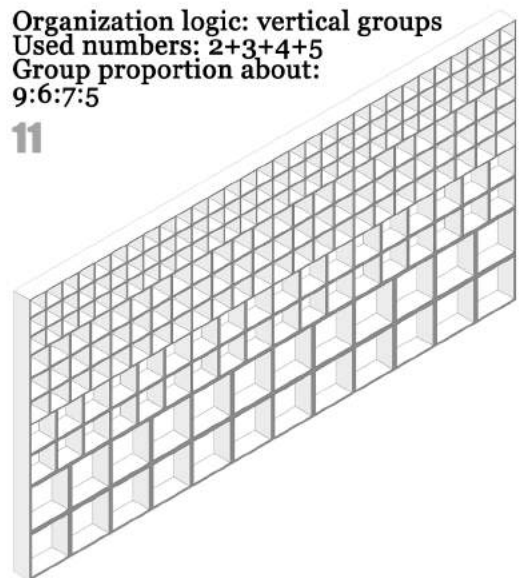 Organization logic: vertical groups
Used numbers: 2+3+4+5
Group proportion about:
9:6:7:5
11